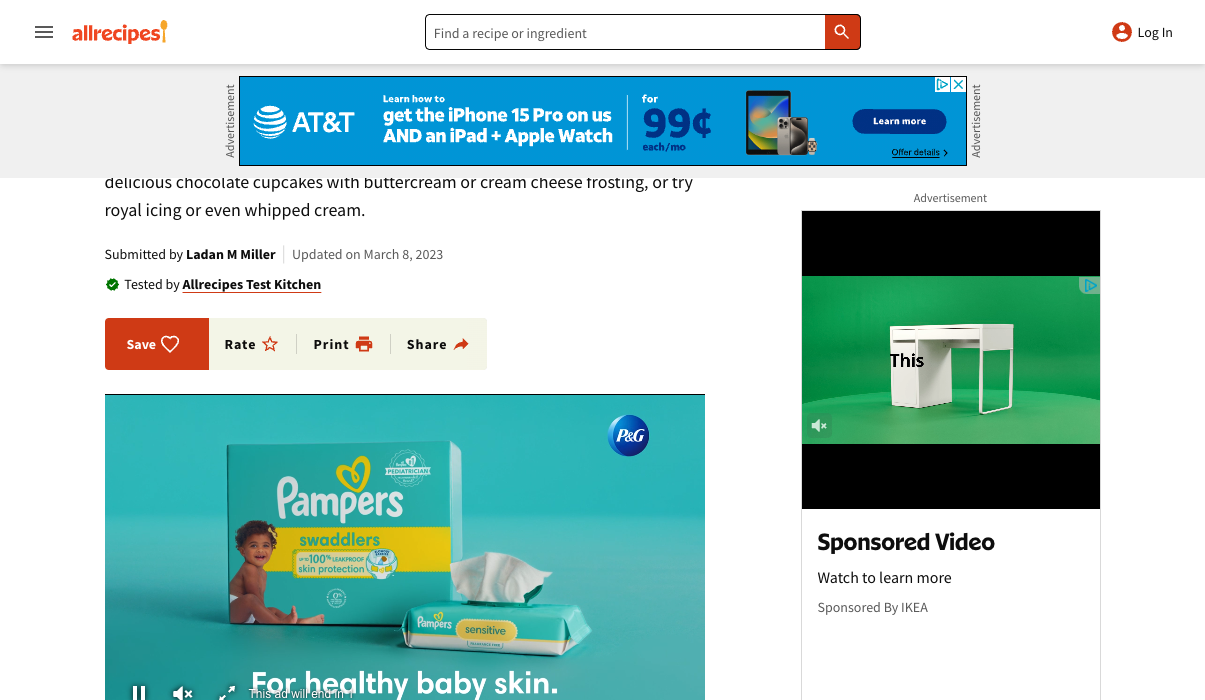 allrecipes
Find a recipe or ingredient
Log In
Advertisement
AT&T
Learn how to
get the iPhone 15 Pro on us
AND an iPad + Apple Watch
for
99¢
each/mo
Learn more
Offer details
Advertisement
delicious chocolate cupcakes with buttercream or cream cheese frosting, or try
royal icing or even whipped cream.
Submitted by Ladan M Miller
Updated on March 8, 2023
Tested by Allrecipes Test Kitchen
Save
Rate
Print
Share
P&G
PEDIATRICIAN
Pampers
swaddlers
UP TO 100% LEAKPROOF
skin protection
Pampers
sensitive
For healthy baby skin.
This ad will end in 1
Advertisement
This
Sponsored Video
Watch to learn more
Sponsored By IKEA